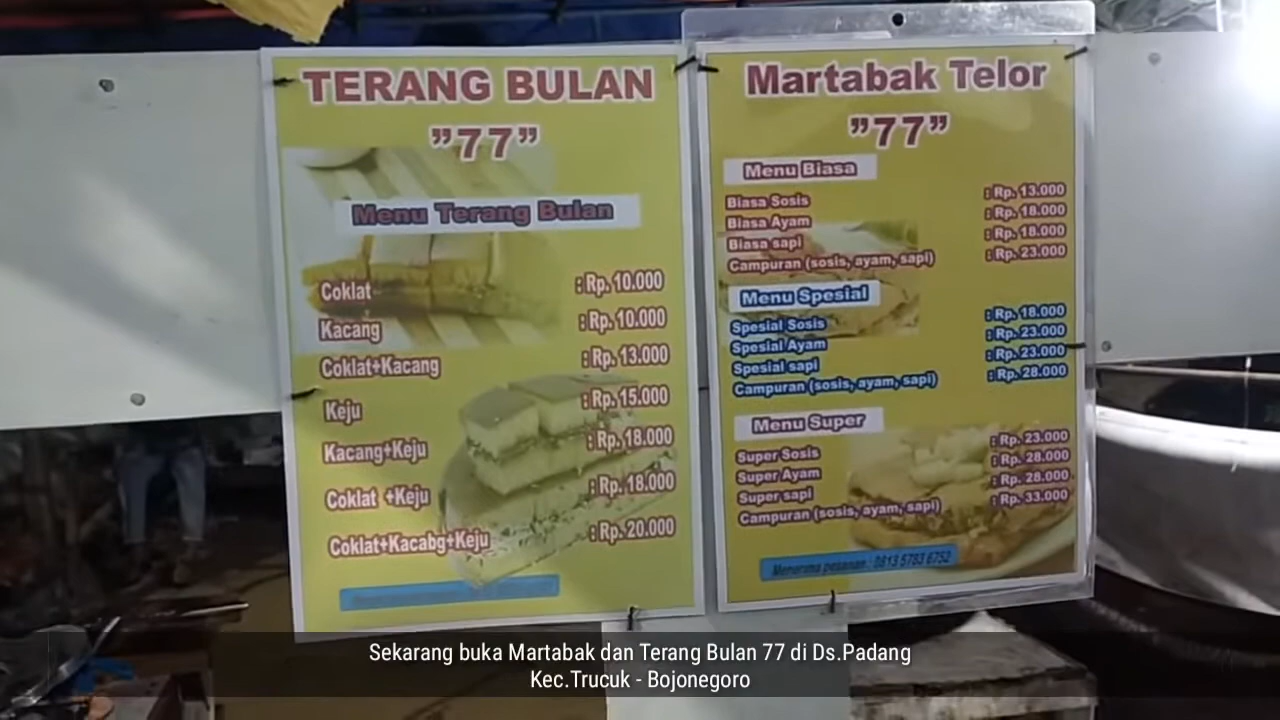 TERANG BULAN
"77"
Menu Terang Bulan
Coklat : Rp. 10.000
Kacang : Rp. 10.000
Coklat+Kacang : Rp. 13.000
Keju : Rp. 15.000
Kacang+Keju : Rp. 18.000
Coklat +Keju : Rp. 18.000
Coklat+Kacabg+Keju : Rp. 20.000
Martabak Telor
"77"
Menu Biasa
Biasa Sosis : Rp. 13.000
Biasa Ayam : Rp. 18.000
Biasa sapi : Rp. 18.000
Campuran (sosis, ayam, sapi) : Rp. 23.000
Menu Spesial
Spesial Sosis : Rp. 18.000
Spesial Ayam : Rp. 23.000
Spesial sapi : Rp. 23.000
Campuran (sosis, ayam, sapi) : Rp. 28.000
Menu Super
Super Sosis : Rp. 23.000
Super Ayam : Rp. 28.000
Super sapi : Rp. 28.000
Campuran (sosis, ayam, sapi) : Rp. 33.000
Menerima pesanan : 0813 5783 6752
Sekarang buka Martabak dan Terang Bulan 77 di Ds.Padang
Kec.Trucuk - Bojonegoro